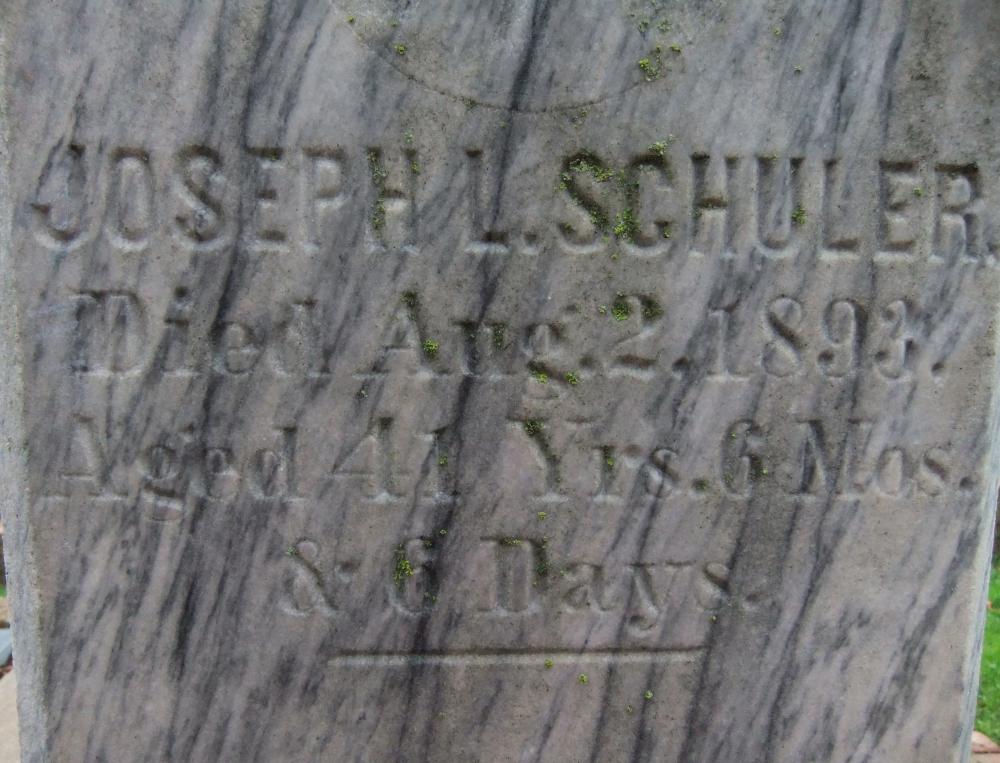 JOSEPH L. SCHULER.
Died Aug. 2. 1893.
Aged 41 Yrs. 6 Mos.
& 6 Days.